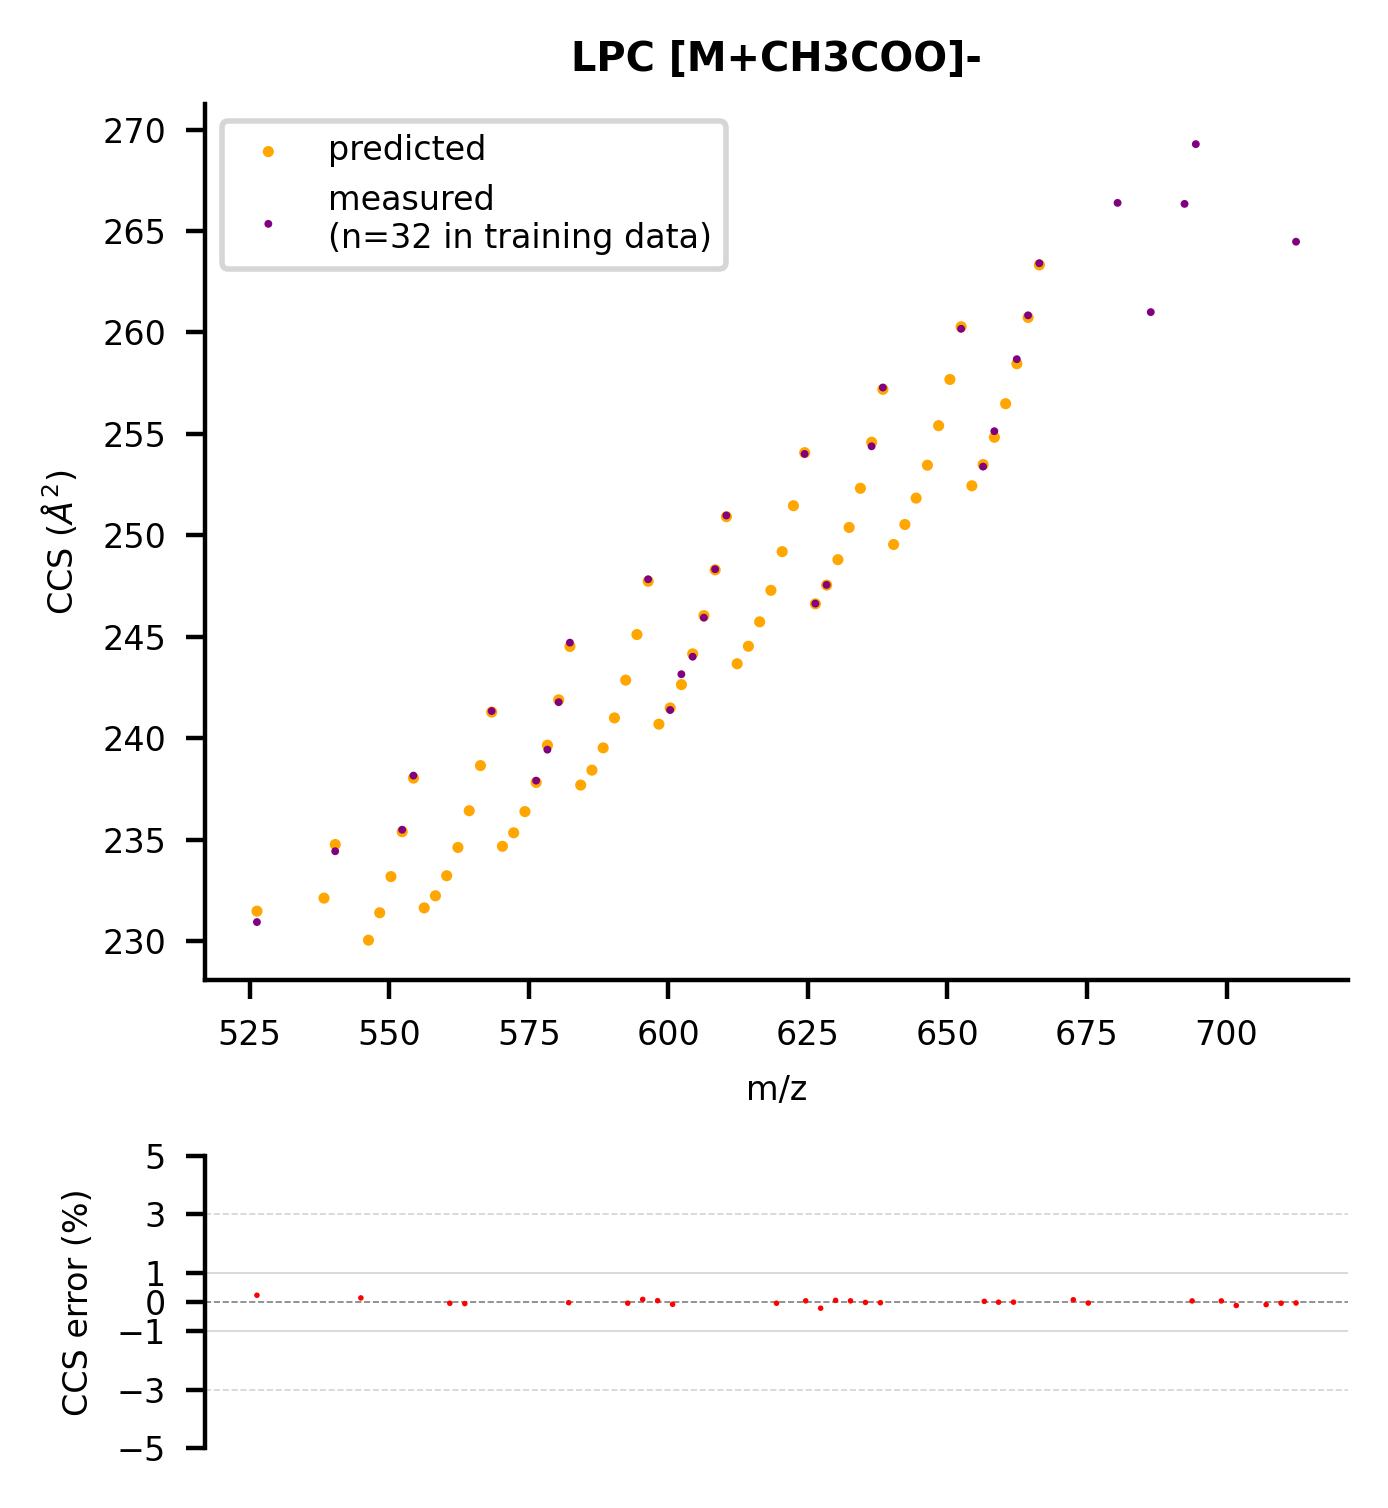 LPC [M+CH3COO]-
predicted
measured
(n=32 in training data)
CCS (Å²)
270
265
260
255
250
245
240
235
230
525 550 575 600 625 650 675 700
m/z
CCS error (%)
5
3
1
0
−1
−3
−5